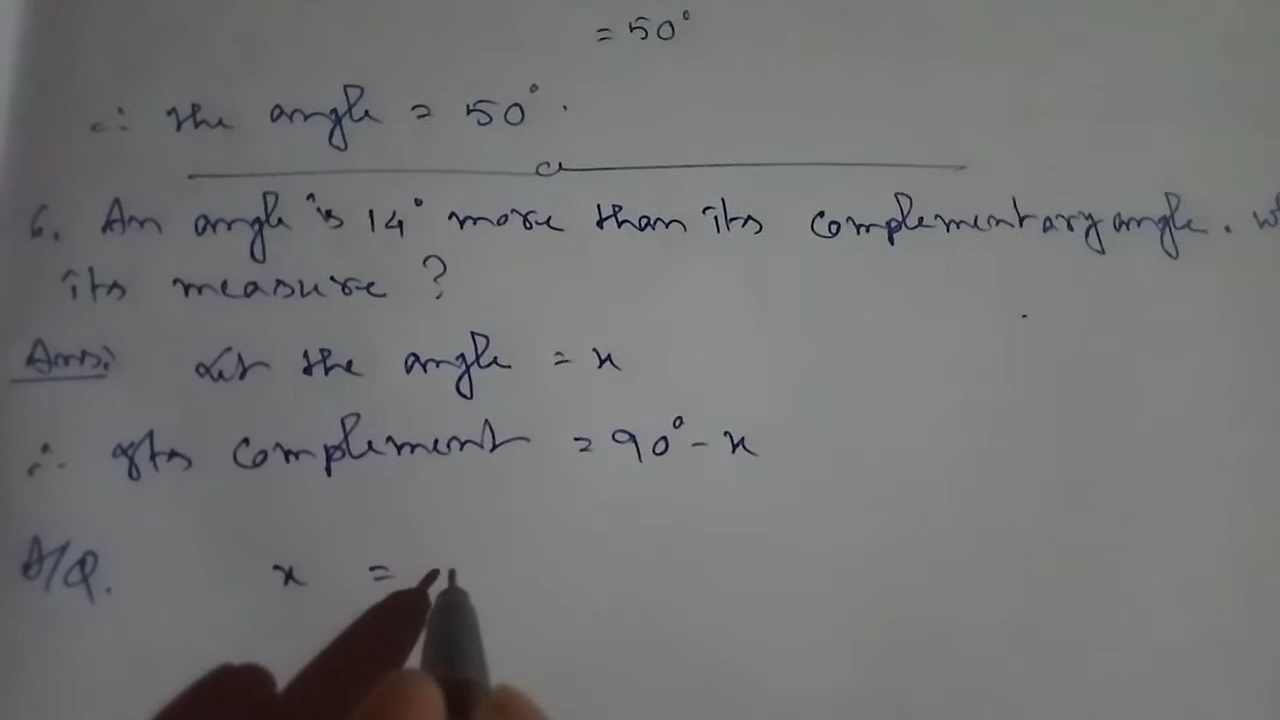 = 50°
∴ the angle = 50°.
6. An angle is 14° more than its complementary angle.
its measure ?
Ans: Let the angle = x
∴ Its complement = 90° - x
A/Q. x =